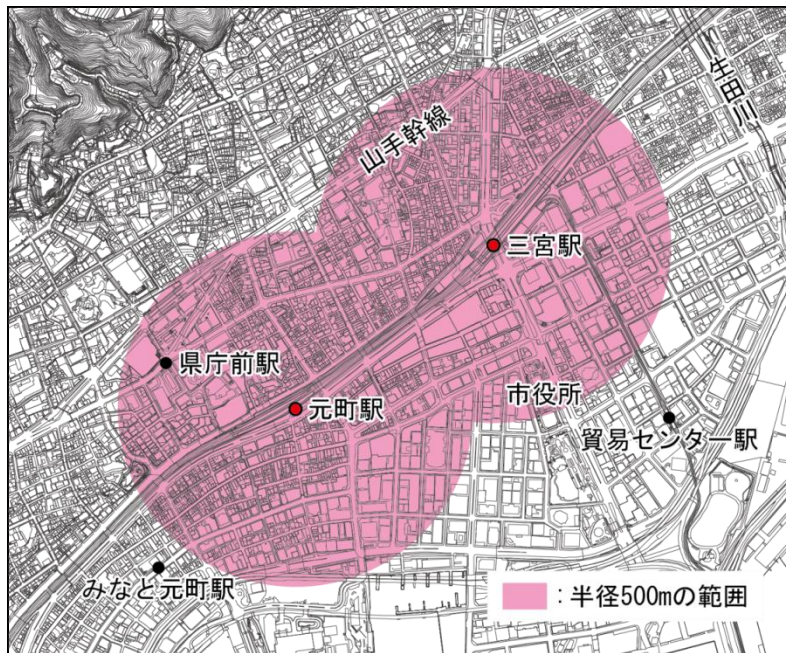 生田川
山手幹線
三宮駅
県庁前駅
元町駅
市役所
貿易センター駅
みなと元町駅
：半径500mの範囲